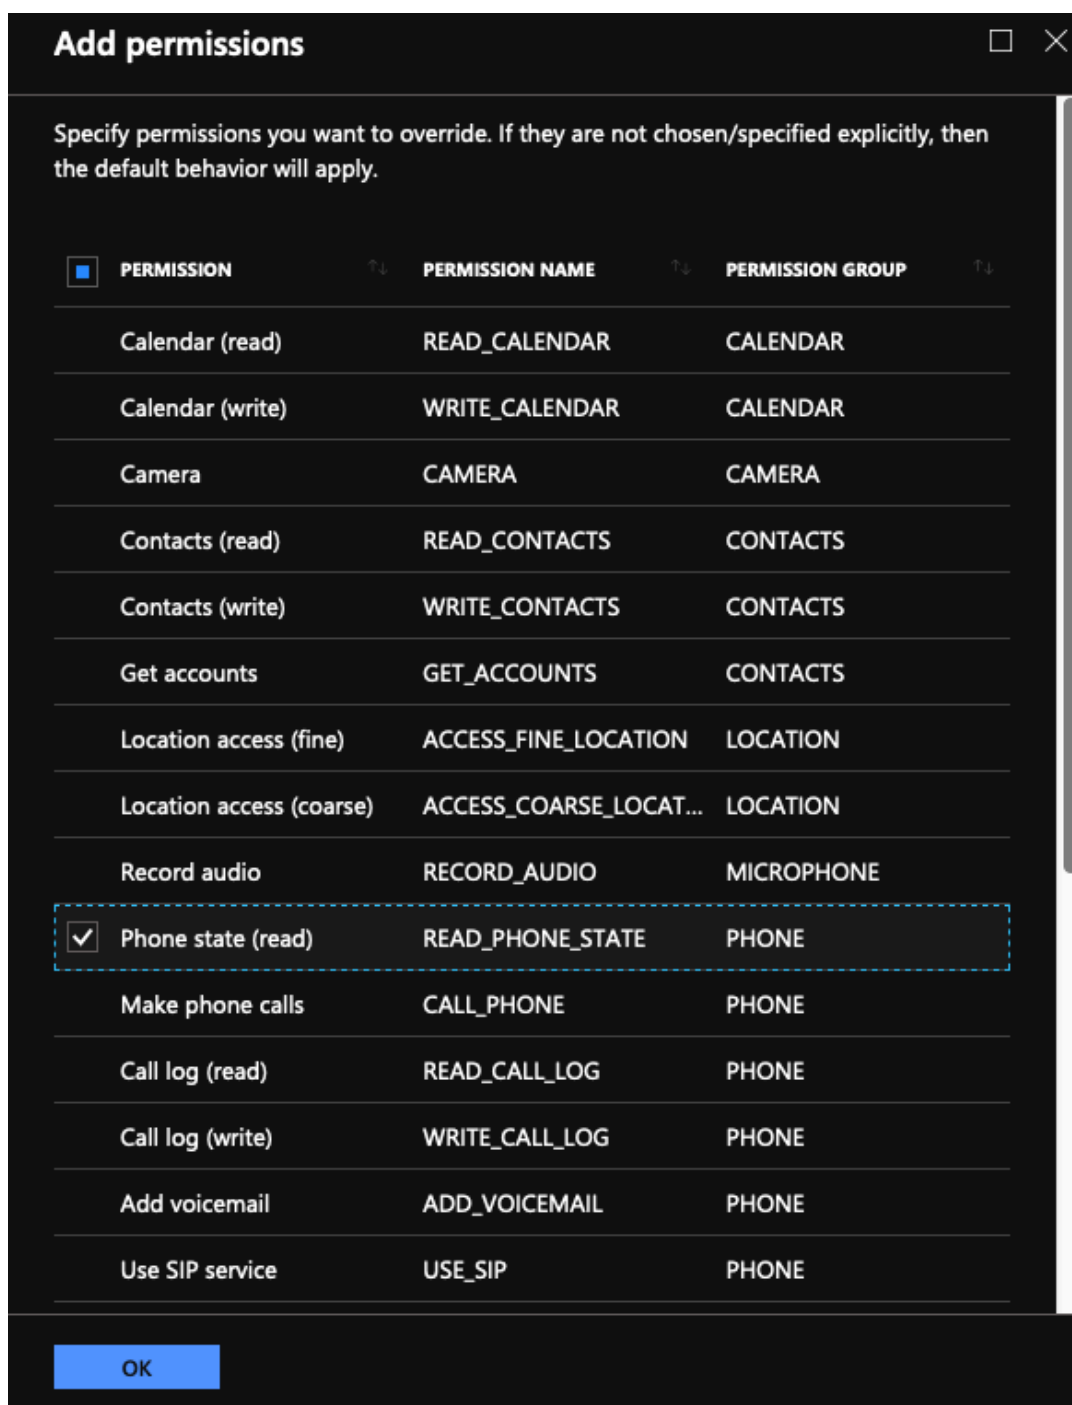 Add permissions
Specify permissions you want to override. If they are not chosen/specified explicitly, then
the default behavior will apply.
PERMISSION PERMISSION NAME PERMISSION GROUP
Calendar (read) READ_CALENDAR CALENDAR
Calendar (write) WRITE_CALENDAR CALENDAR
Camera CAMERA CAMERA
Contacts (read) READ_CONTACTS CONTACTS
Contacts (write) WRITE_CONTACTS CONTACTS
Get accounts GET_ACCOUNTS CONTACTS
Location access (fine) ACCESS_FINE_LOCATION LOCATION
Location access (coarse) ACCESS_COARSE_LOCAT... LOCATION
Record audio RECORD_AUDIO MICROPHONE
Phone state (read) READ_PHONE_STATE PHONE
Make phone calls CALL_PHONE PHONE
Call log (read) READ_CALL_LOG PHONE
Call log (write) WRITE_CALL_LOG PHONE
Add voicemail ADD_VOICEMAIL PHONE
Use SIP service USE_SIP PHONE
OK